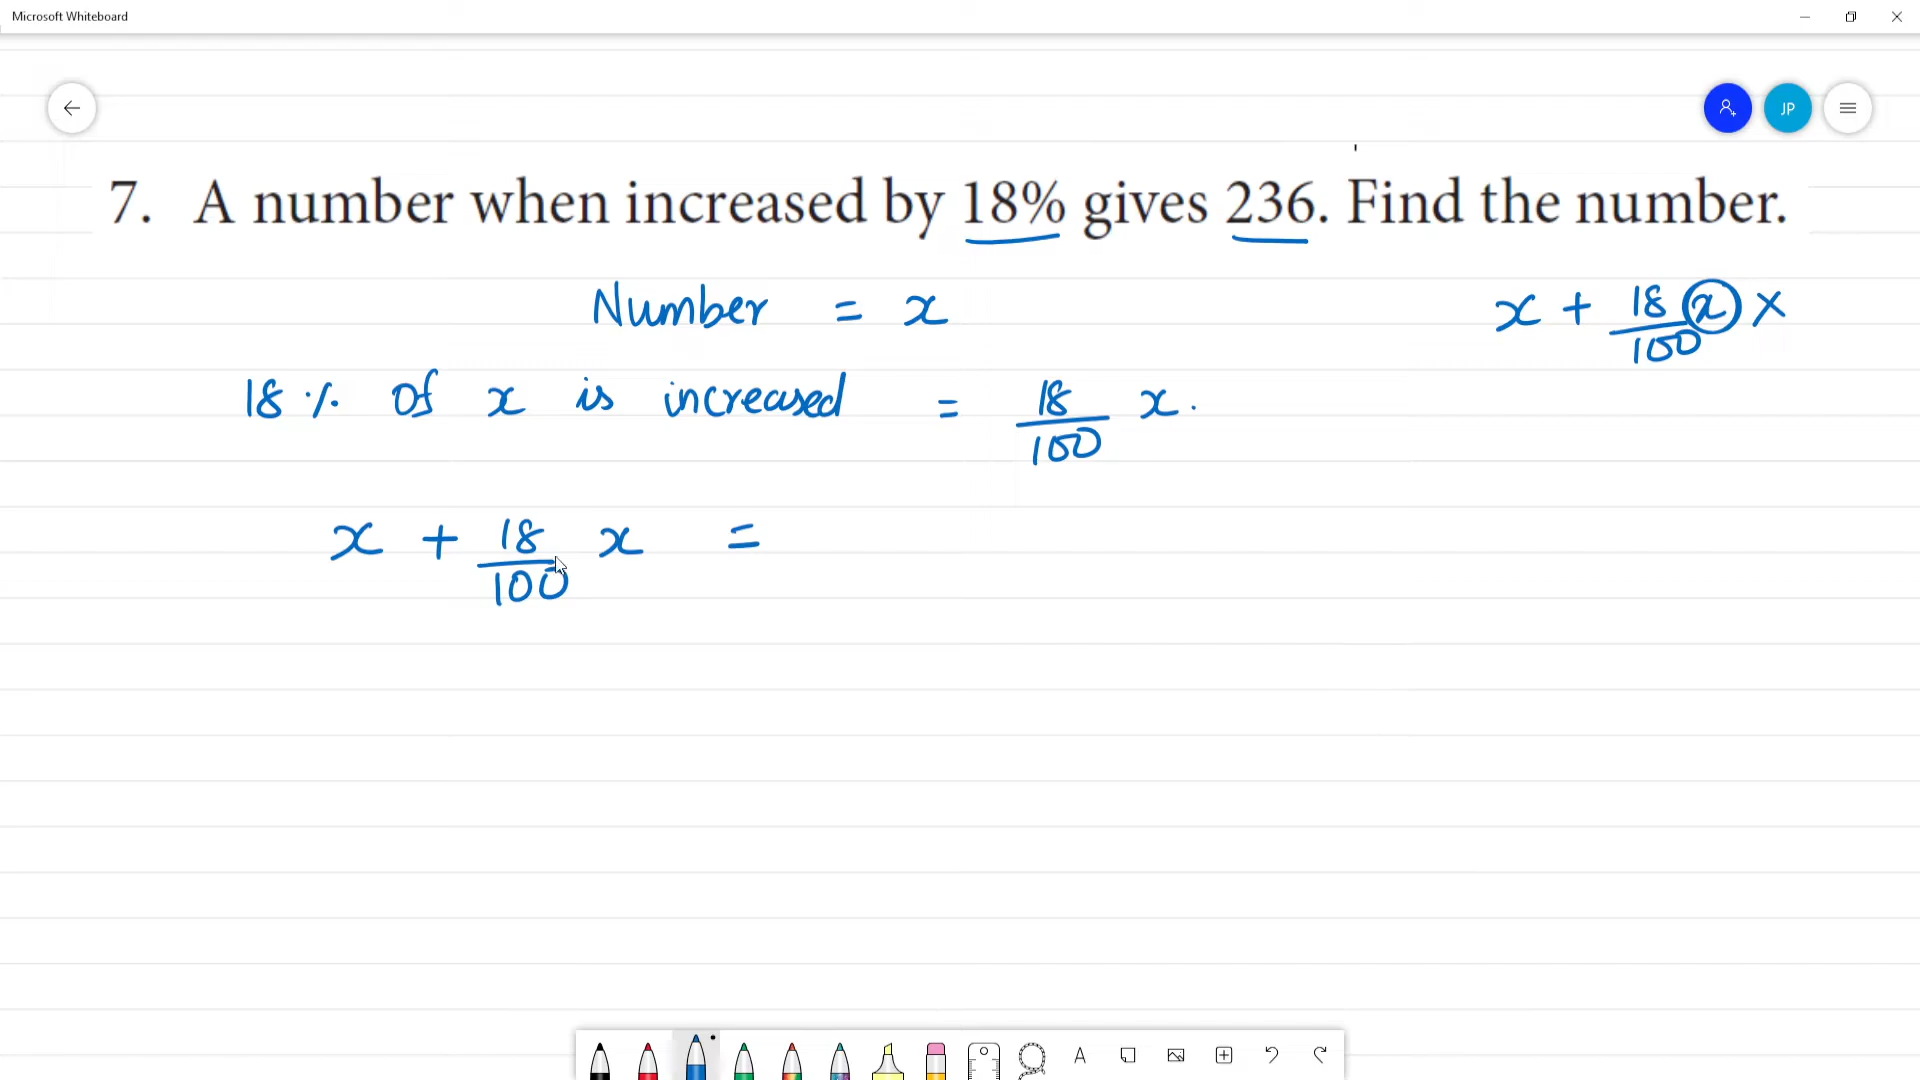 Microsoft Whiteboard
JP
7. A number when increased by 18% gives 236. Find the number.
Number = x
x + 18/100 x ×
18 % of x is increased = 18/100 x.
x + 18/100 x =
A